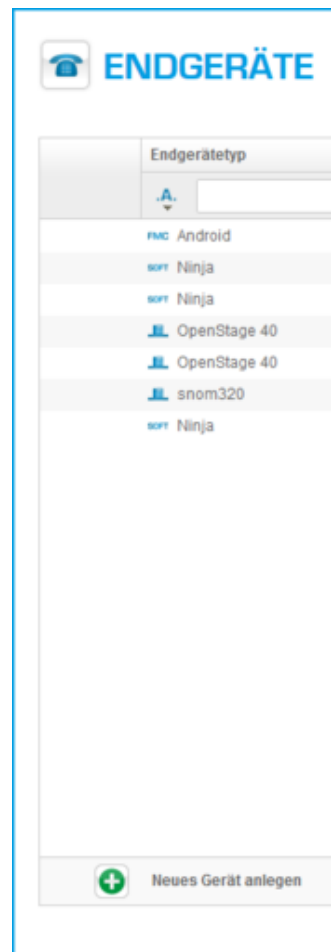 ENDGERÄTE
Endgerätetyp
.A.
FMC Android
SOFT Ninja
SOFT Ninja
OpenStage 40
OpenStage 40
snom320
SOFT Ninja
Neues Gerät anlegen